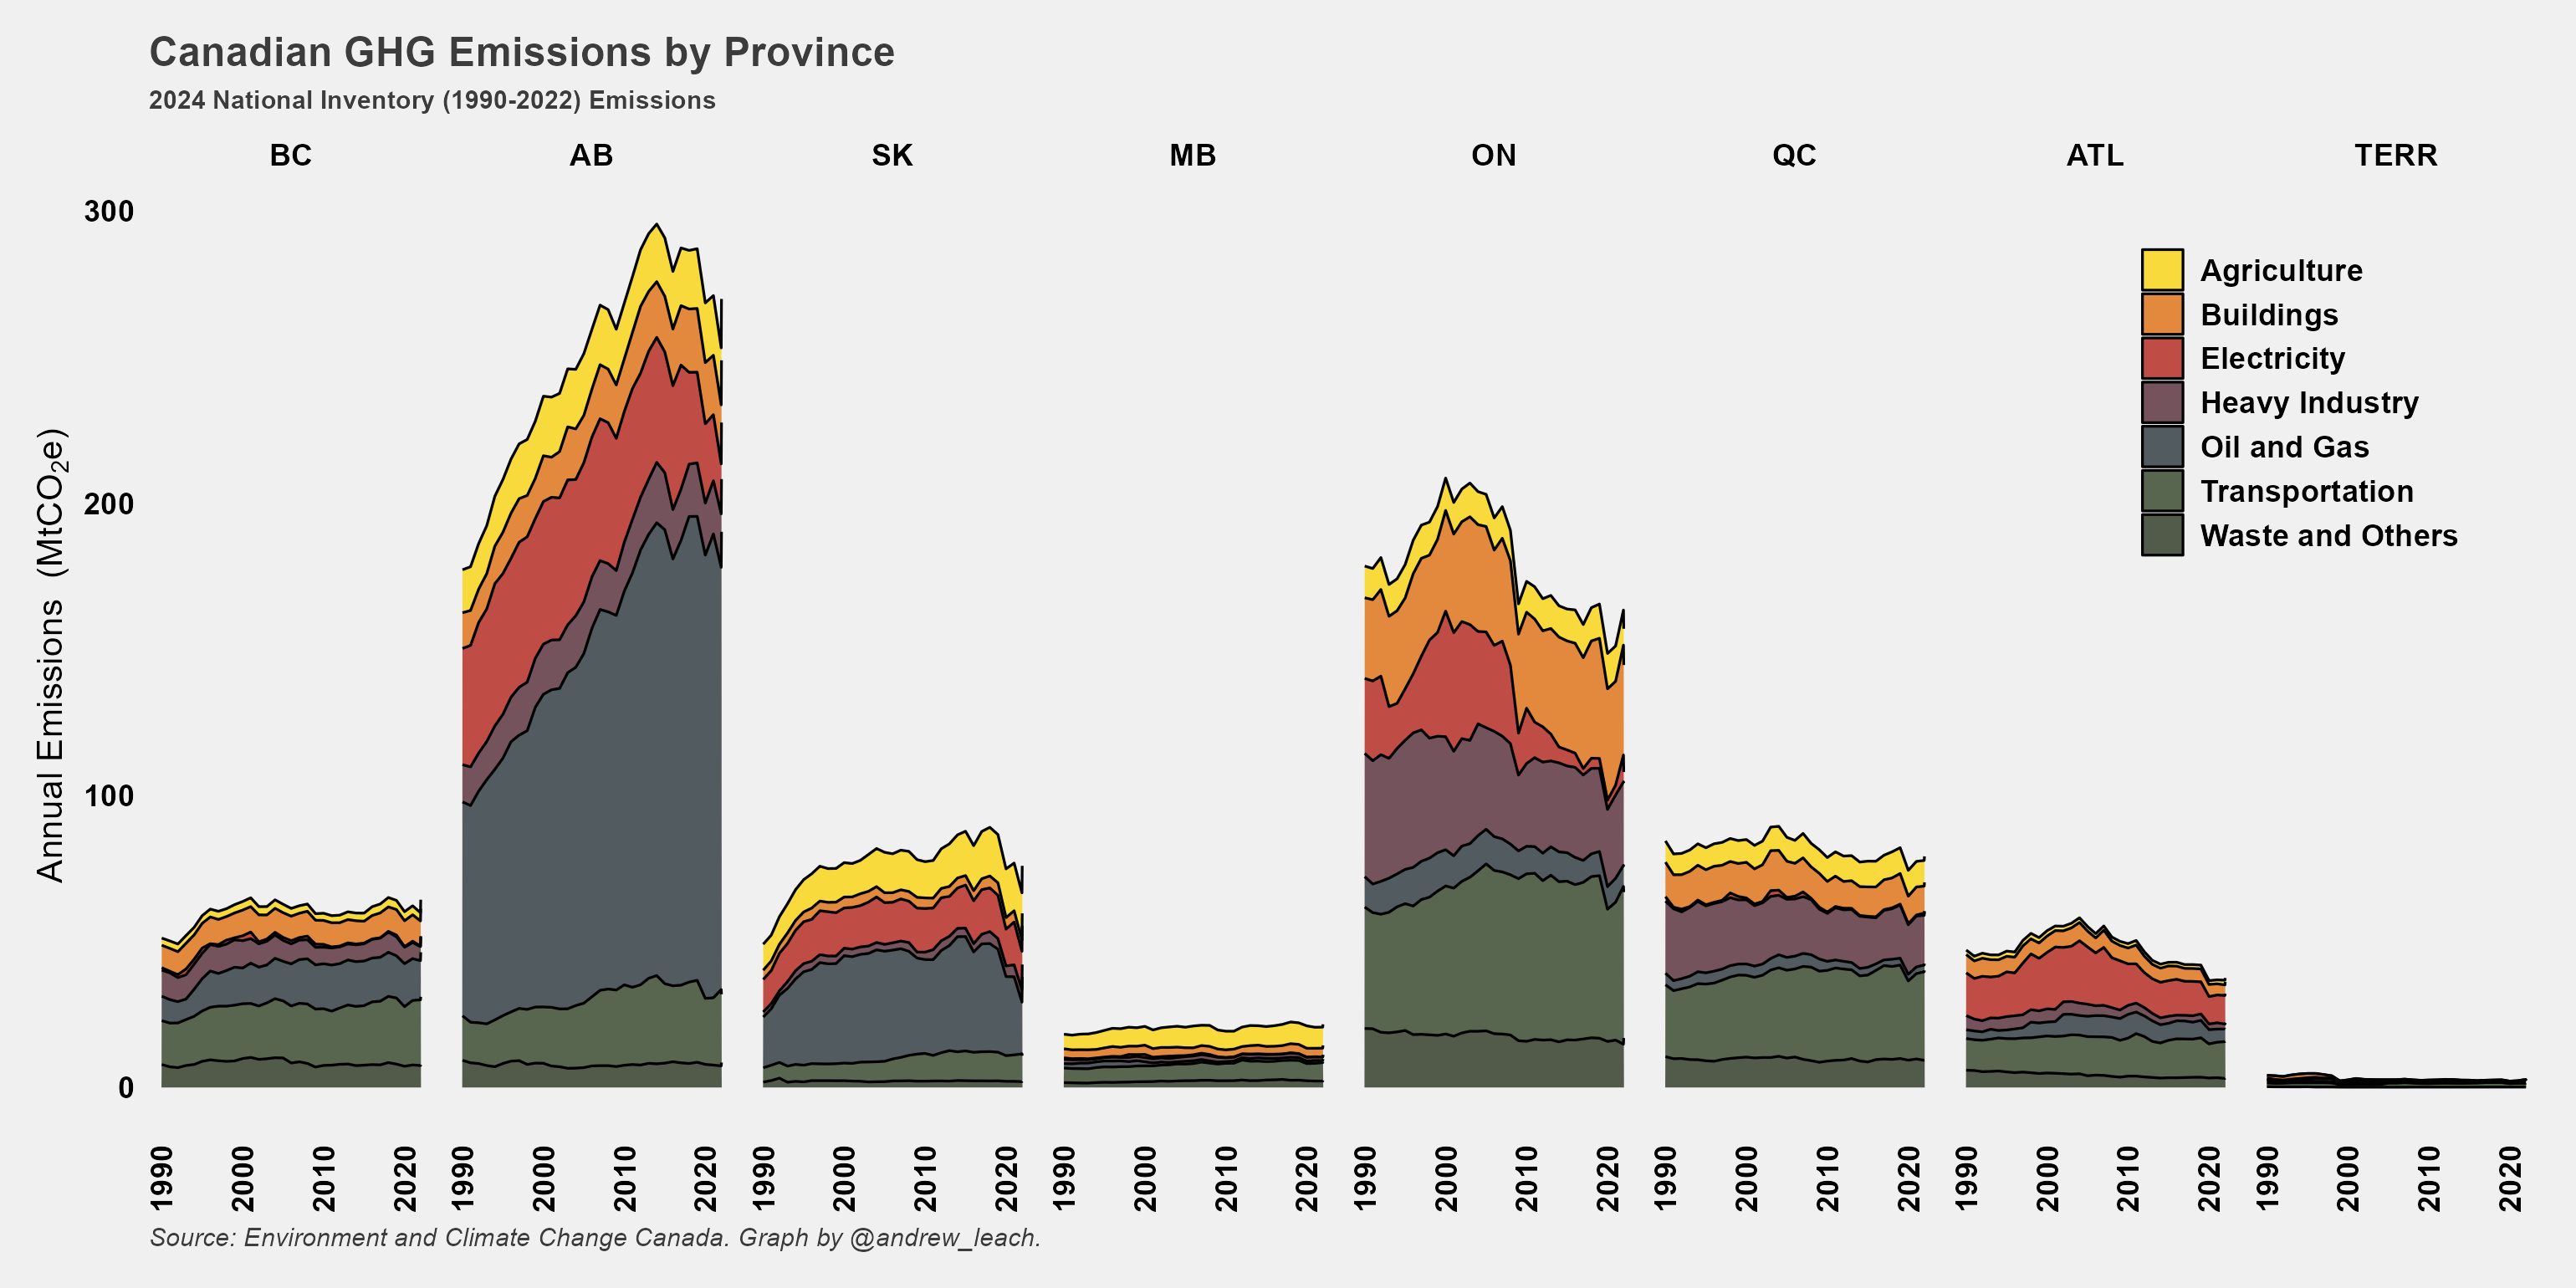 Canadian GHG Emissions by Province
2024 National Inventory (1990-2022) Emissions
BC
AB
SK
MB
ON
QC
ATL
TERR
300
200
100
0
Annual Emissions (MtCO₂e)
Agriculture
Buildings
Electricity
Heavy Industry
Oil and Gas
Transportation
Waste and Others
1990 2000 2010 2020
1990 2000 2010 2020
1990 2000 2010 2020
1990 2000 2010 2020
1990 2000 2010 2020
1990 2000 2010 2020
1990 2000 2010 2020
1990 2000 2010 2020
Source: Environment and Climate Change Canada. Graph by @andrew_leach.